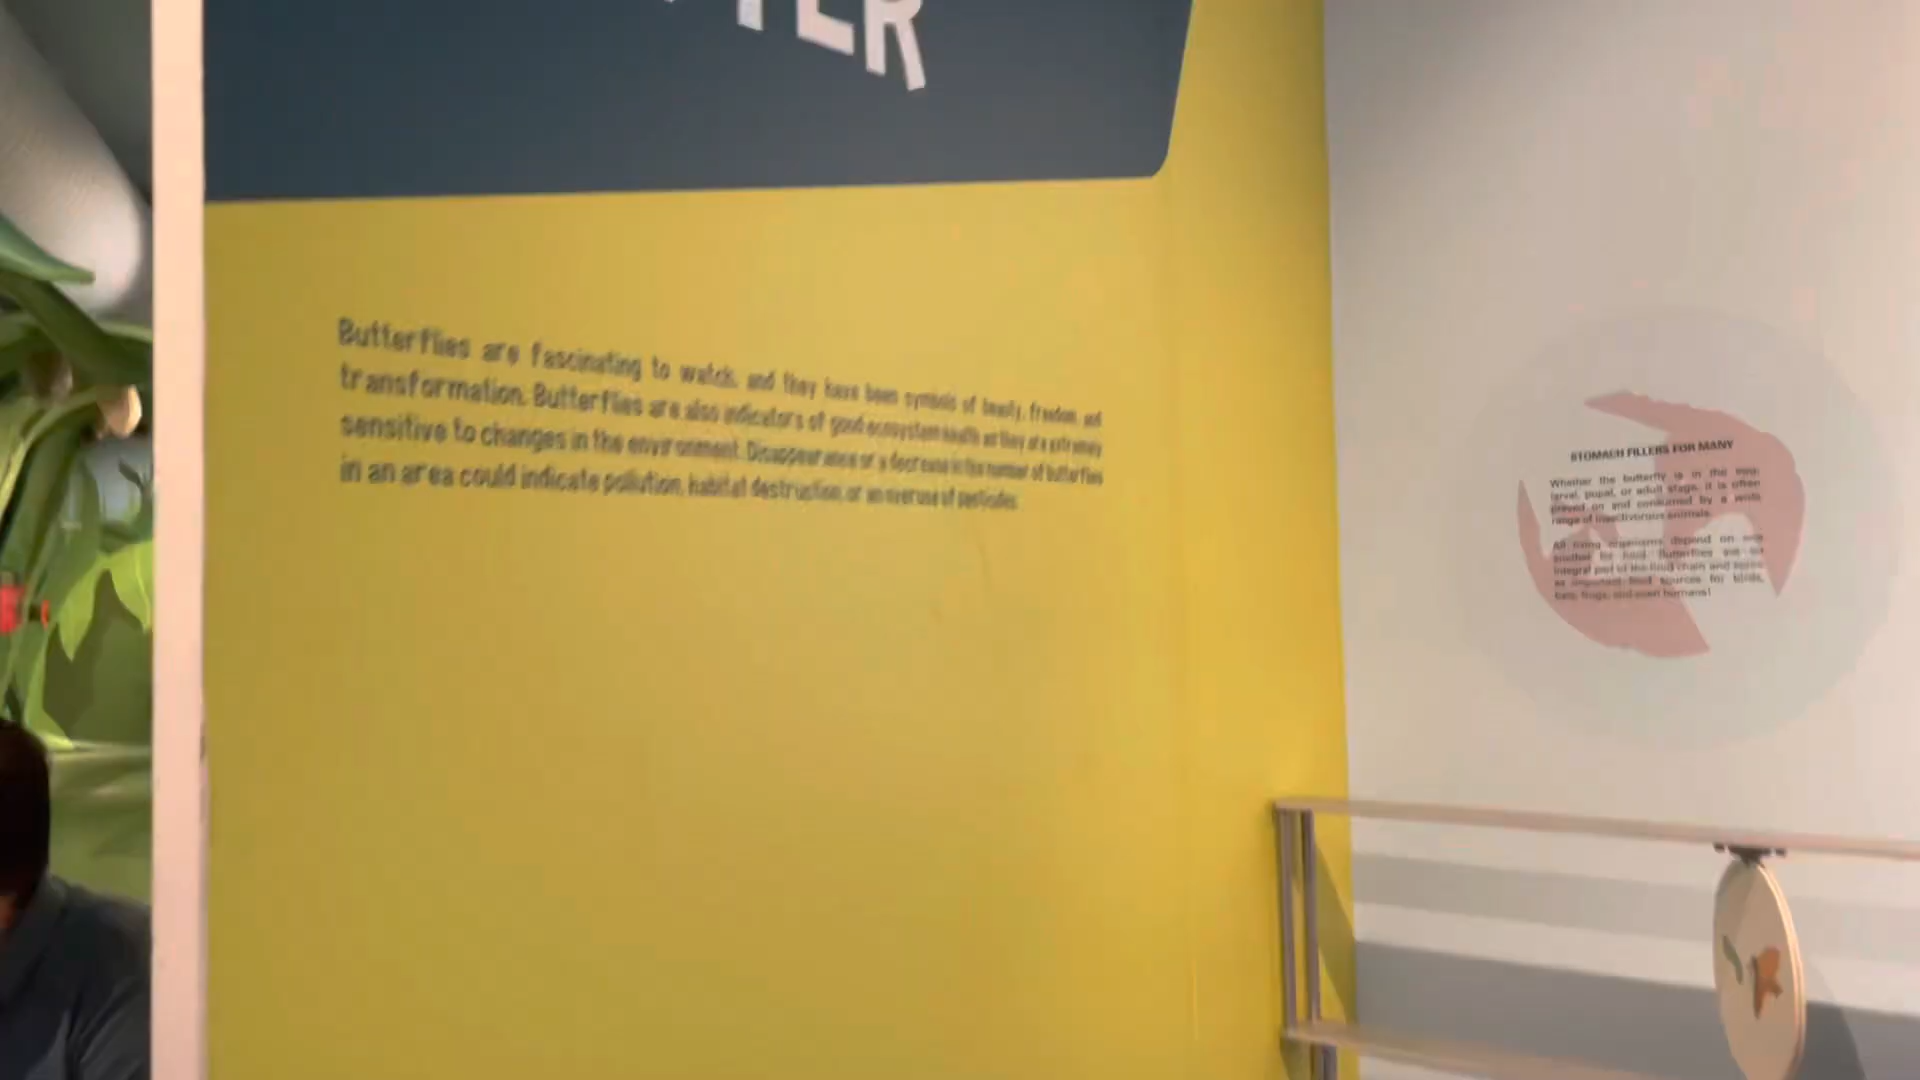 TTER
Butterflies are fascinating to watch, and they have been symbols of beauty, freedom, and
transformation. Butterflies are also indicators of good ecosystem health as they are extremely
sensitive to changes in the environment. Disappearance or a decrease in the number of butterflies
in an area could indicate pollution, habitat destruction, or an overuse of pesticides.
STOMACH FILLERS FOR MANY
Whether the butterfly is in the egg,
larval, pupal, or adult stage, it is often
preyed on and consumed by a wide
range of insectivorous animals.
All living organisms depend on one
another for food. Butterflies are an
integral part of the food chain and serve
as important food sources for birds,
bats, frogs, and even humans!